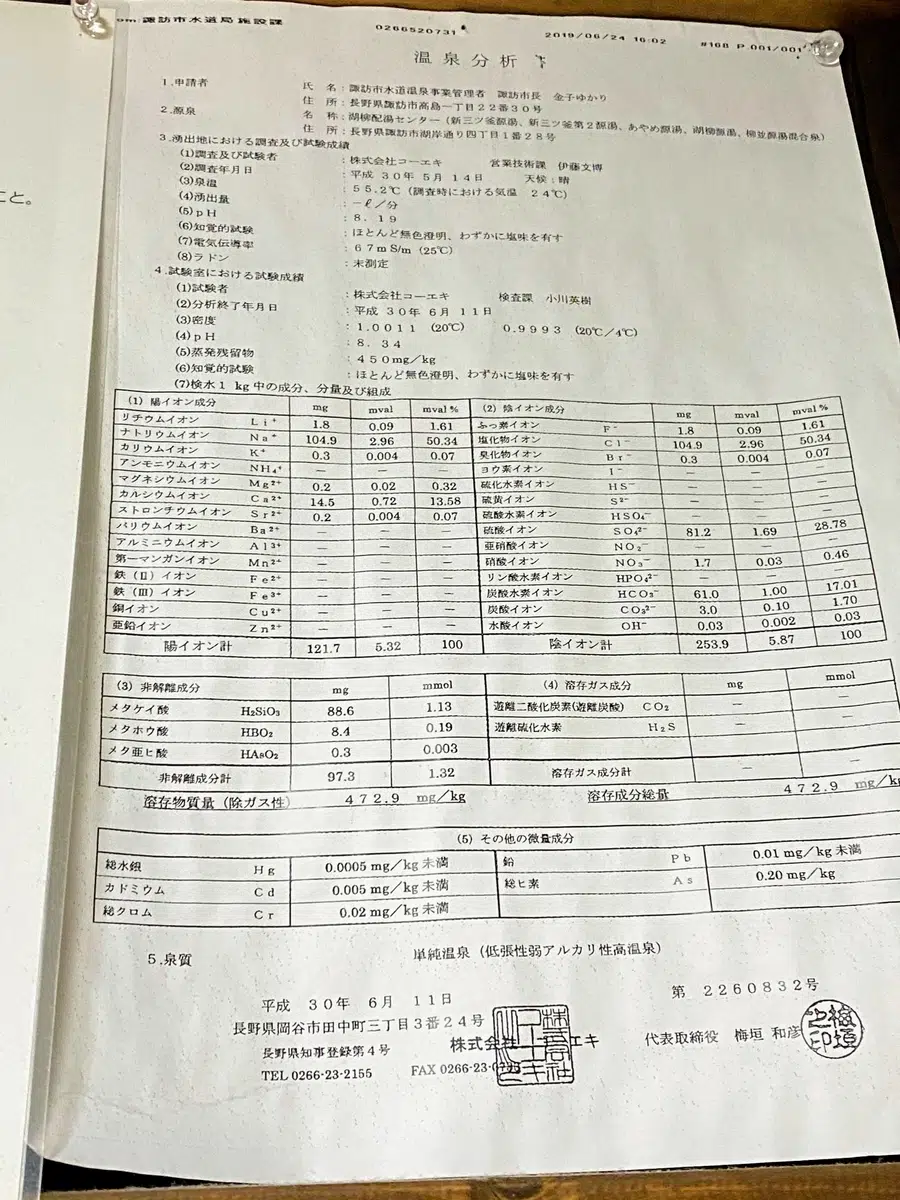 こと。
om:諏訪市水道局施設課 0266520731 2019/06/24 16:02 #168 P.001/001
温泉分析
1.申請者 氏 名:諏訪市水道温泉事業管理者 諏訪市長 金子ゆかり
住 所:長野県諏訪市高島一丁目22番30号
2.源泉 名 称:湖柳配湯センター(新三ツ釜源湯、新三ツ釜第2源湯、あやめ源湯、湖柳源湯、柳並源湯混合泉)
住 所:長野県諏訪市湖岸通り四丁目1番28号
3.湧出地における調査及び試験成績
(1)調査及び試験者 :株式会社コーエキ 営業技術課 伊藤文博
(2)調査年月日 :平成 30年 5月 14日 天候:晴
(3)泉温 :55.2℃(調査時における気温 24℃)
(4)湧出量 :-ℓ/分
(5)pH :8.19
(6)知覚的試験 :ほとんど無色澄明、わずかに塩味を有す
(7)電気伝導率 :67mS/m(25℃)
(8)ラドン :未測定
4.試験室における試験成績
(1)試験者 :株式会社コーエキ 検査課 小川英樹
(2)分析終了年月日 :平成 30年 6月 11日
(3)密度 :1.0011 (20℃) 0.9993 (20℃/4℃)
(4)pH :8.34
(5)蒸発残留物 :450mg/kg
(6)知覚的試験 :ほとんど無色澄明、わずかに塩味を有す
(7)検水1 kg中の成分、分量及び組成
(1) 陽イオン成分 mg mval mval% (2) 陰イオン成分 mg mval mval%
リチウムイオン Li+ 1.8 0.09 1.61 ふっ素イオン F− 1.8 0.09 1.61
ナトリウムイオン Na+ 104.9 2.96 50.34 塩化物イオン Cl− 104.9 2.96 50.34
カリウムイオン K+ 0.3 0.004 0.07 臭化物イオン Br− 0.3 0.004 0.07
アンモニウムイオン NH4+ — — — ヨウ素イオン I− — — —
マグネシウムイオン Mg2+ 0.2 0.02 0.32 硫化水素イオン HS− — — —
カルシウムイオン Ca2+ 14.5 0.72 13.58 硫黄イオン S2− — — —
ストロンチウムイオン Sr2+ 0.2 0.004 0.07 硫酸水素イオン HSO4− — — —
バリウムイオン Ba2+ — — — 硫酸イオン SO42− 81.2 1.69 28.78
アルミニウムイオン Al3+ — — — 亜硝酸イオン NO2− — — —
第一マンガンイオン Mn2+ — — — 硝酸イオン NO3− 1.7 0.03 0.46
鉄(II)イオン Fe2+ — — — リン酸水素イオン HPO42− — — —
鉄(III)イオン Fe3+ — — — 炭酸水素イオン HCO3− 61.0 1.00 17.01
銅イオン Cu2+ — — — 炭酸イオン CO32− 3.0 0.10 1.70
亜鉛イオン Zn2+ — — — 水酸イオン OH− 0.03 0.002 0.03
陽イオン計 121.7 5.32 100 陰イオン計 253.9 5.87 100
(3) 非解離成分 mg mmol (4) 溶存ガス成分 mg mmol
メタケイ酸 H2SiO3 88.6 1.13 遊離二酸化炭素(遊離炭酸) CO2 — —
メタホウ酸 HBO2 8.4 0.19 遊離硫化水素 H2S — —
メタ亜ヒ酸 HAsO2 0.3 0.003
非解離成分計 97.3 1.32 溶存ガス成分計 — —
溶存物質量(除ガス性) 472.9 mg/kg 溶存成分総量 472.9 mg/kg
(5) その他の微量成分
総水銀 Hg 0.0005 mg/kg 未満 鉛 Pb 0.01 mg/kg 未満
カドミウム Cd 0.005 mg/kg 未満 総ヒ素 As 0.20 mg/kg
総クロム Cr 0.02 mg/kg 未満
5.泉質 単純温泉(低張性弱アルカリ性高温泉)
平成 30年 6月 11日 第 2260832号
長野県岡谷市田中町三丁目3番24号
長野県知事登録第4号 株式会 エキ 代表取締役 梅垣 和彦
TEL 0266-23-2155 FAX 0266-23-
梅垣之印